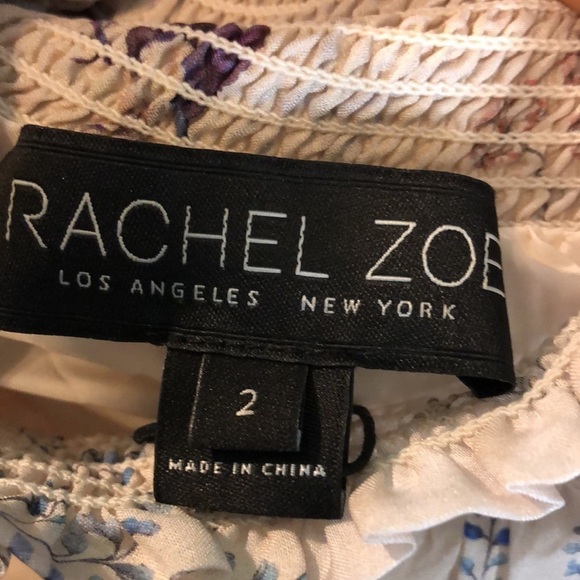 RACHEL ZOE
LOS ANGELES NEW YORK
2
MADE IN CHINA